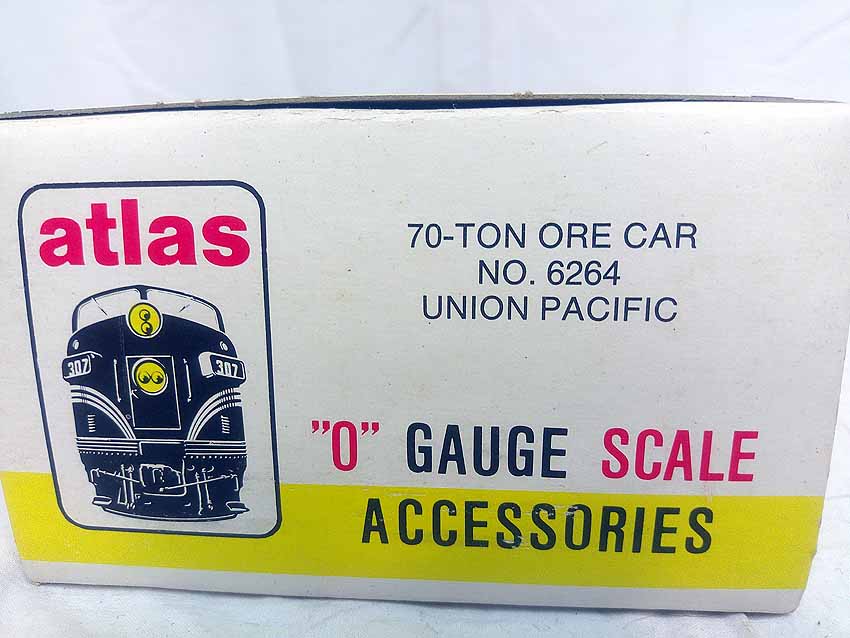 atlas
307 307
70-TON ORE CAR
NO. 6264
UNION PACIFIC
"O" GAUGE SCALE
ACCESSORIES